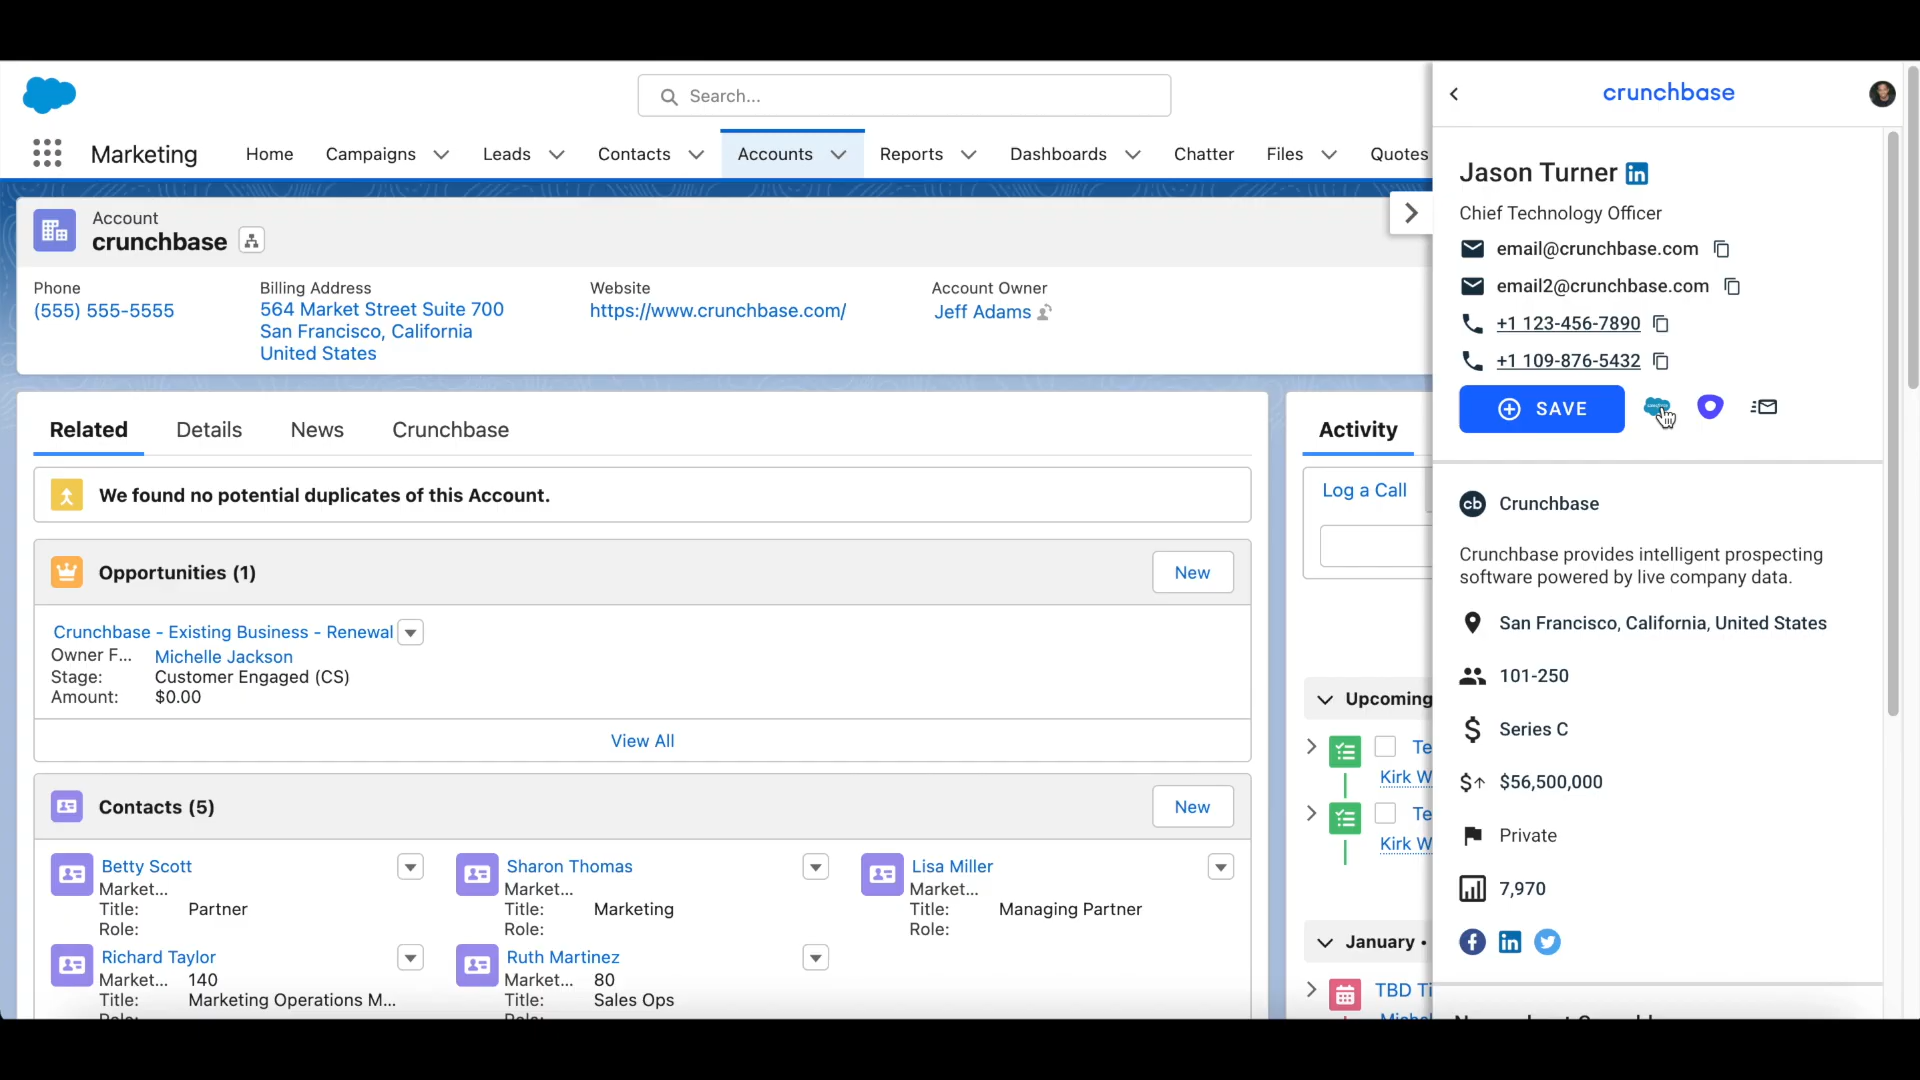 Search...
Marketing
Home
Campaigns
Leads
Contacts
Accounts
Reports
Dashboards
Chatter
Files
Quotes
Account
crunchbase
Phone
(555) 555-5555
Billing Address
564 Market Street Suite 700
San Francisco, California
United States
Website
https://www.crunchbase.com/
Account Owner
Jeff Adams
Related
Details
News
Crunchbase
We found no potential duplicates of this Account.
Opportunities (1)
New
Crunchbase - Existing Business - Renewal
Owner F... Michelle Jackson
Stage: Customer Engaged (CS)
Amount: $0.00
View All
Contacts (5)
New
Betty Scott
Market...
Title: Partner
Role:
Sharon Thomas
Market...
Title: Marketing
Role:
Lisa Miller
Market...
Title: Managing Partner
Role:
Richard Taylor
Market... 140
Title: Marketing Operations M...
Role:
Ruth Martinez
Market... 80
Title: Sales Ops
Role:
Activity
Log a Call
Upcoming
Te
Kirk W
Te
Kirk W
January •
TBD Ti
Michel
crunchbase
Jason Turner
Chief Technology Officer
email@crunchbase.com
email2@crunchbase.com
+1 123-456-7890
+1 109-876-5432
SAVE
cb Crunchbase
Crunchbase provides intelligent prospecting
software powered by live company data.
San Francisco, California, United States
101-250
Series C
$56,500,000
Private
7,970